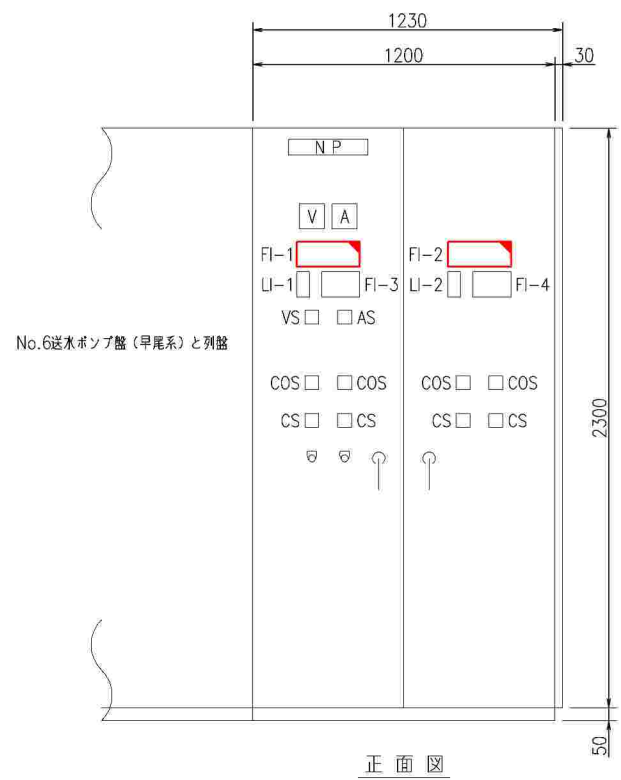 1230
1200 30
NP
V A
FI-1 FI-2
LI-1 FI-3 LI-2 FI-4
VS AS
No.6送水ポンプ盤(早尾系)と列盤
COS COS COS COS
CS CS CS CS
2300
50
正面図